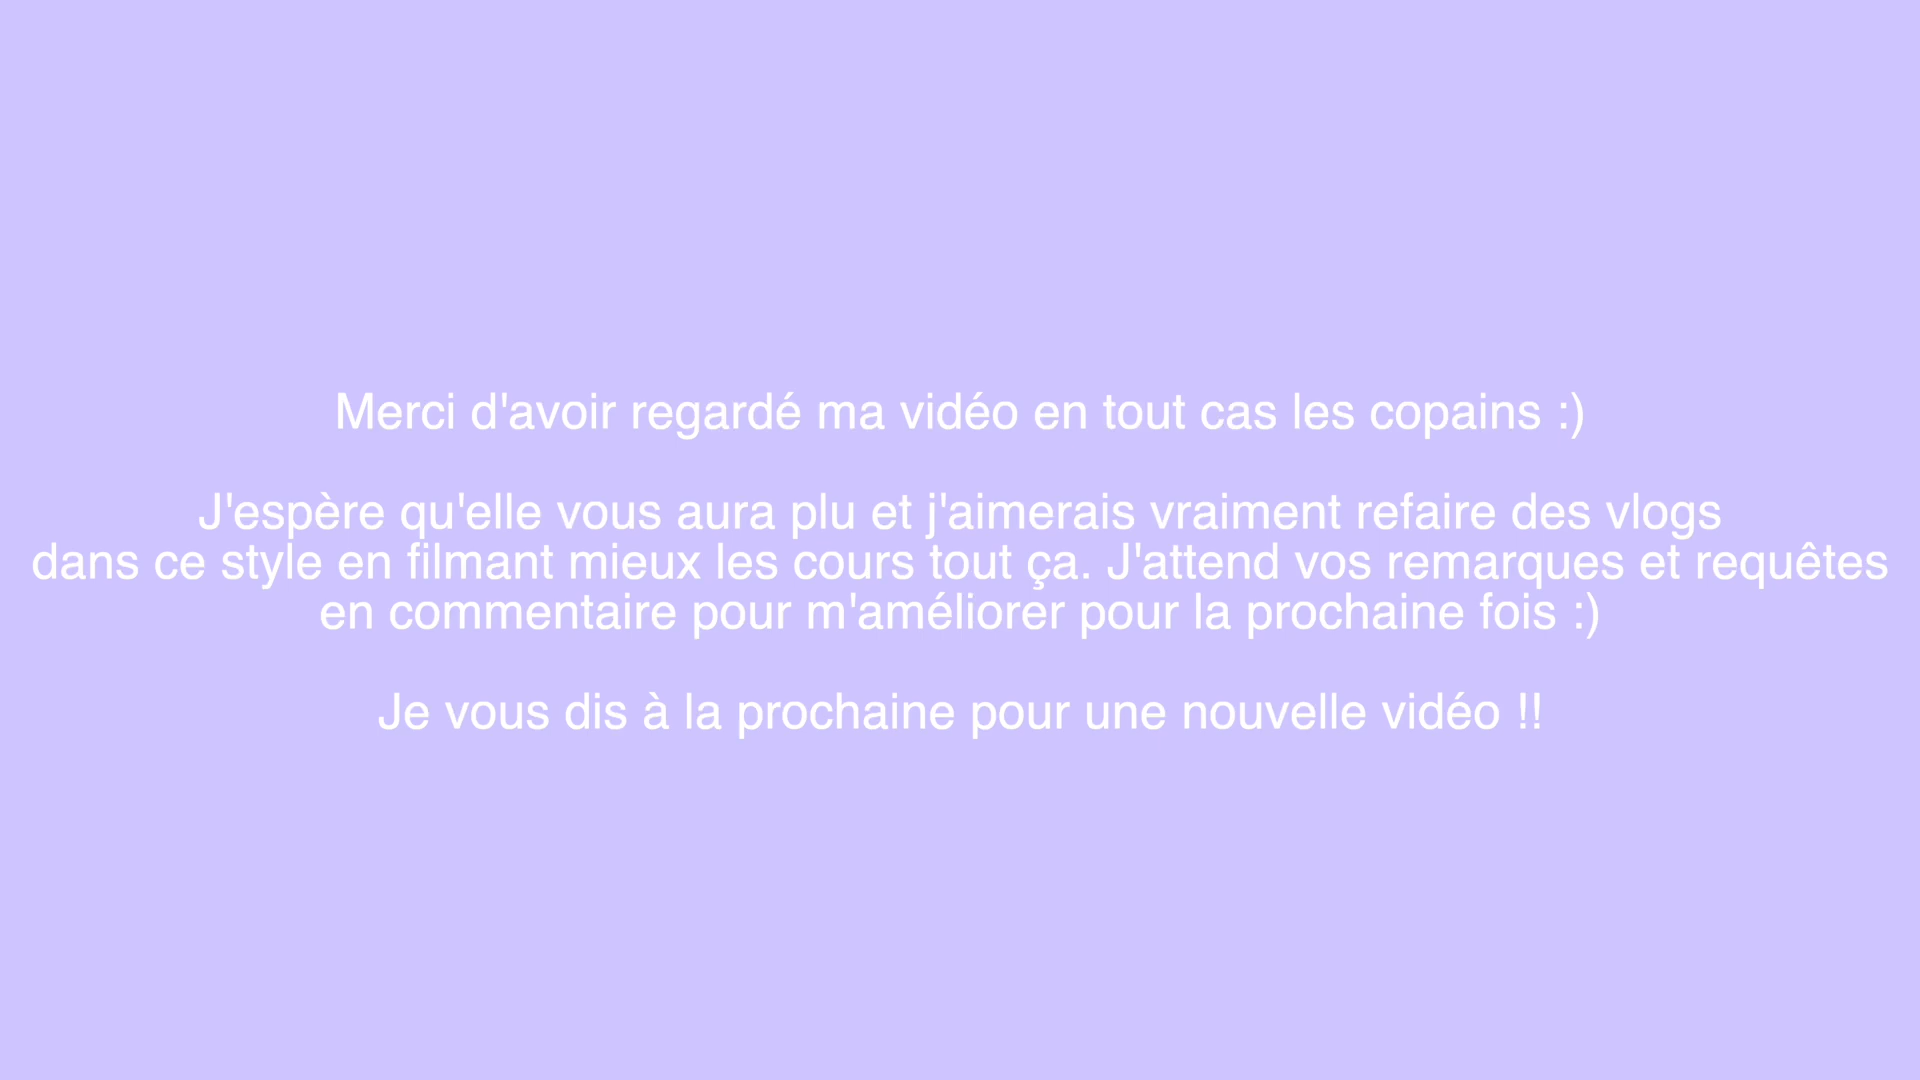 Merci d'avoir regardé ma vidéo en tout cas les copains :)
J'espère qu'elle vous aura plu et j'aimerais vraiment refaire des vlogs
dans ce style en filmant mieux les cours tout ça. J'attend vos remarques et requêtes
en commentaire pour m'améliorer pour la prochaine fois :)
Je vous dis à la prochaine pour une nouvelle vidéo !!